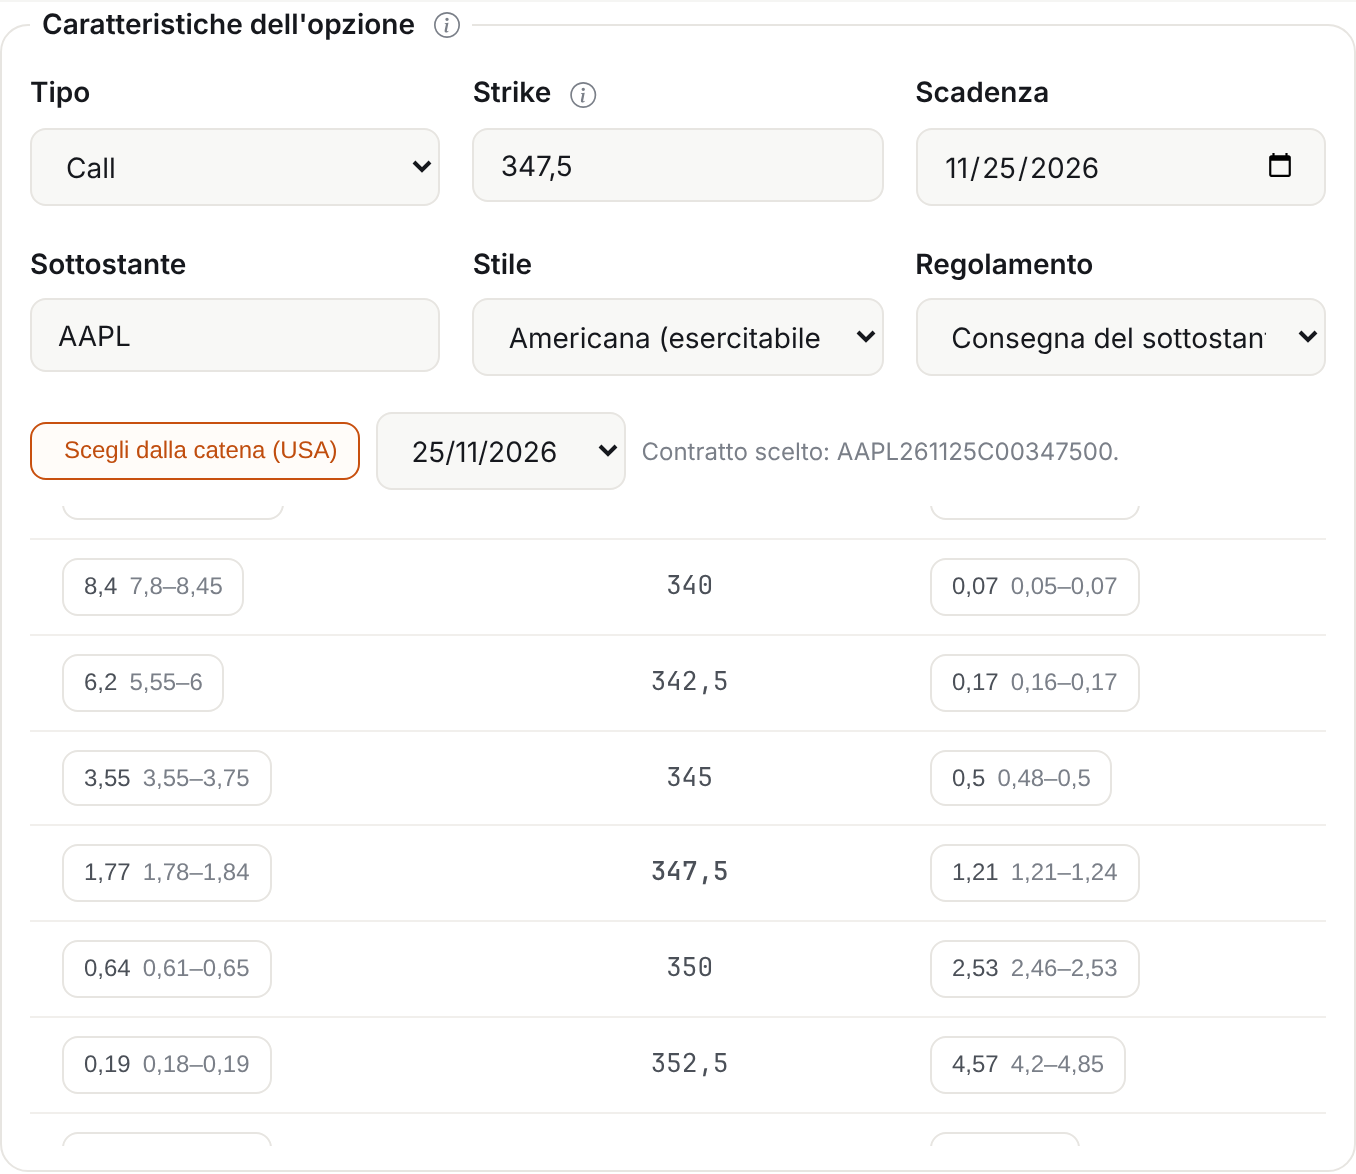 Caratteristiche dell'opzione i
Tipo Strike i Scadenza
Call 347,5 11/25/2026
Sottostante Stile Regolamento
AAPL Americana (esercitabile Consegna del sottostan
Scegli dalla catena (USA) 25/11/2026 Contratto scelto: AAPL261125C00347500.
8,4 7,8–8,45 340 0,07 0,05–0,07
6,2 5,55–6 342,5 0,17 0,16–0,17
3,55 3,55–3,75 345 0,5 0,48–0,5
1,77 1,78–1,84 347,5 1,21 1,21–1,24
0,64 0,61–0,65 350 2,53 2,46–2,53
0,19 0,18–0,19 352,5 4,57 4,2–4,85